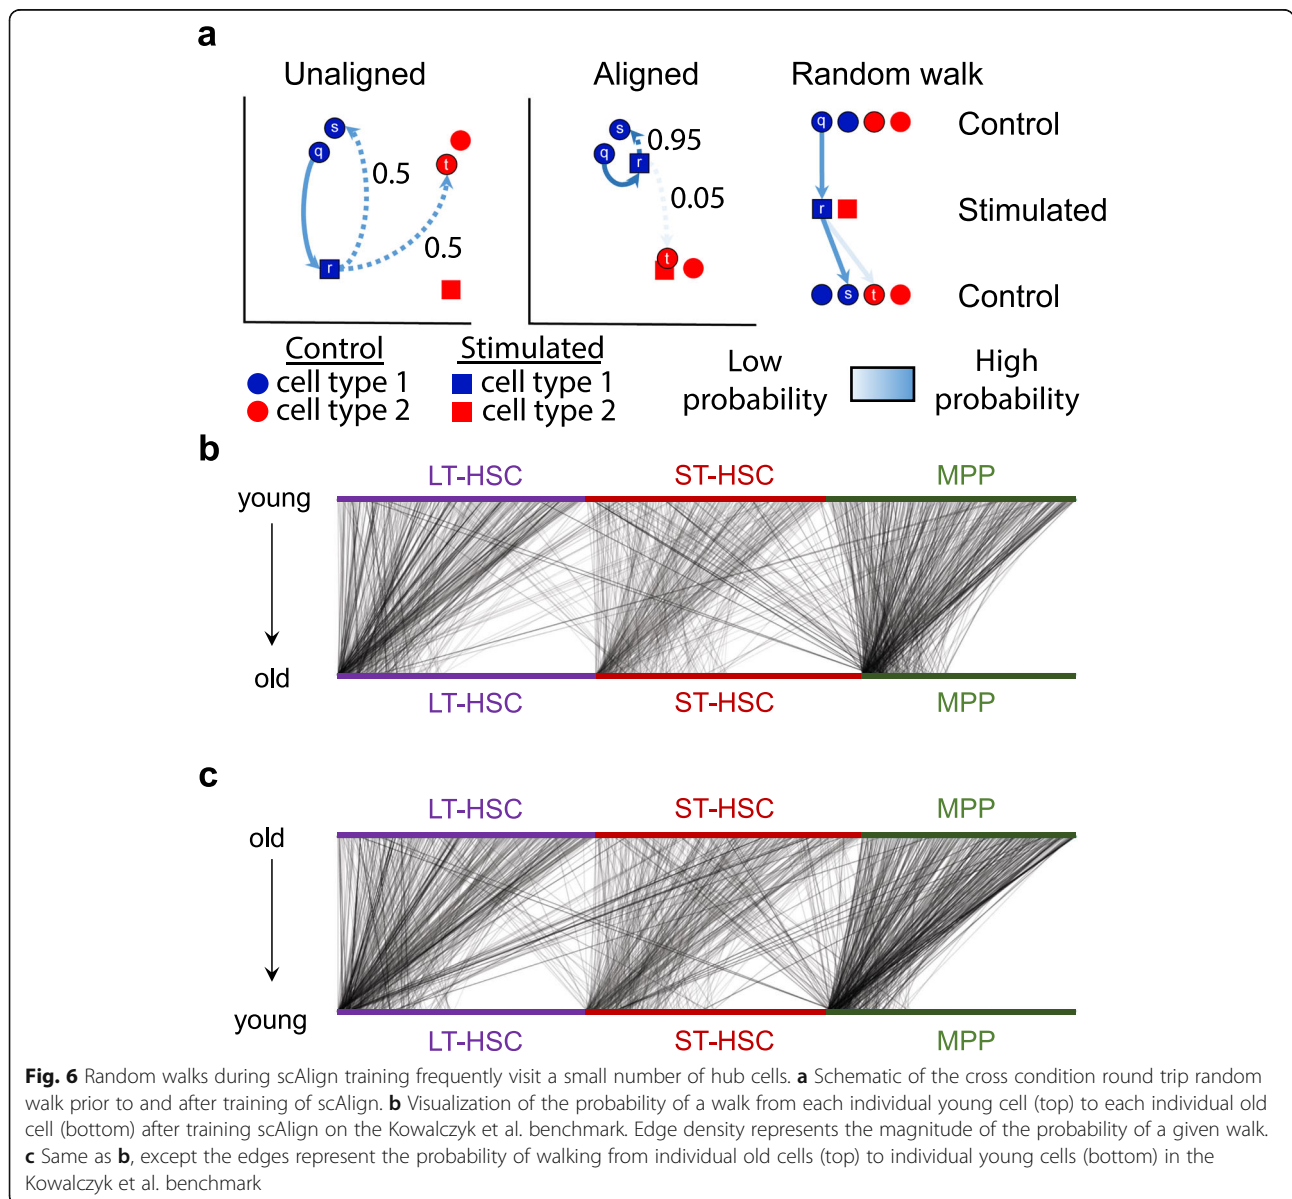 a
Unaligned Aligned Random walk
s
q
t
0.5
0.5
r
s
q
r
0.95
0.05
t
q
Control
r
Stimulated
s t
Control
Control Stimulated
cell type 1 cell type 1
cell type 2 cell type 2
Low probability
High probability
b
LT-HSC ST-HSC MPP
young
old
LT-HSC ST-HSC MPP
c
LT-HSC ST-HSC MPP
old
young
LT-HSC ST-HSC MPP
Fig. 6 Random walks during scAlign training frequently visit a small number of hub cells. a Schematic of the cross condition round trip random
walk prior to and after training of scAlign. b Visualization of the probability of a walk from each individual young cell (top) to each individual old
cell (bottom) after training scAlign on the Kowalczyk et al. benchmark. Edge density represents the magnitude of the probability of a given walk.
c Same as b, except the edges represent the probability of walking from individual old cells (top) to individual young cells (bottom) in the
Kowalczyk et al. benchmark